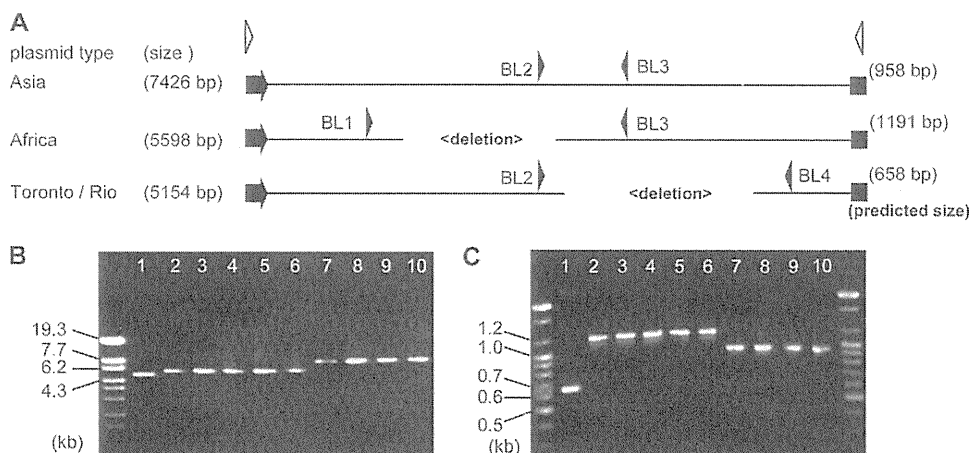 A
plasmid type (size )
Asia (7426 bp) BL2 BL3 (958 bp)
Africa (5598 bp) BL1 <deletion> BL3 (1191 bp)
Toronto / Rio (5154 bp) BL2 <deletion> BL4 (658 bp)
(predicted size)
B
1 2 3 4 5 6 7 8 9 10
19.3
7.7
6.2
4.3
(kb)
C
1 2 3 4 5 6 7 8 9 10
1.2
1.0
0.7
0.6
0.5
(kb)